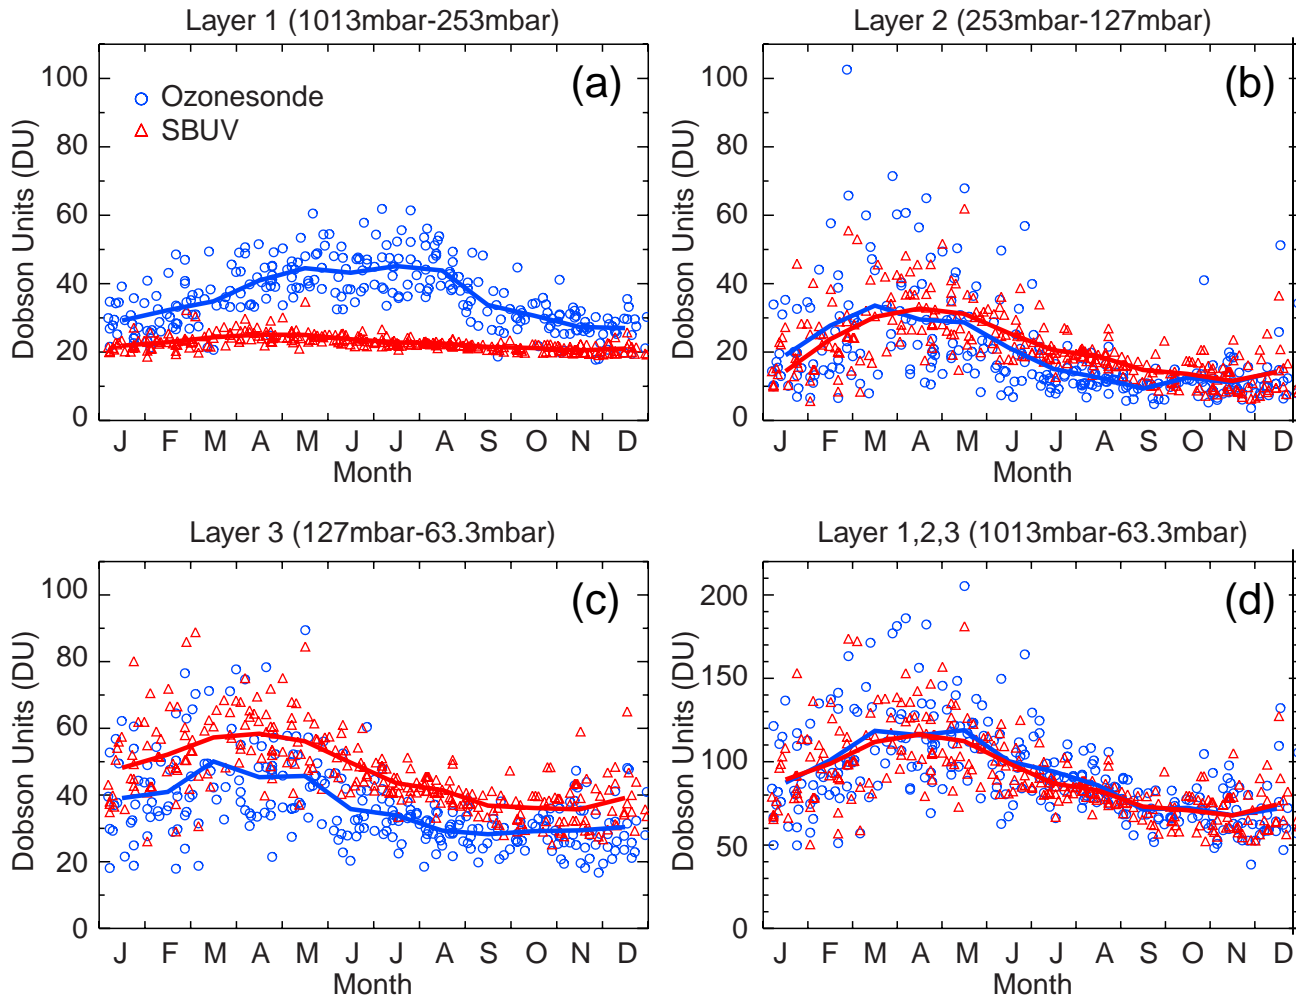 Layer 1 (1013mbar-253mbar)
Layer 2 (253mbar-127mbar)
(a)
(b)
Ozonesonde
SBUV
100
80
60
40
20
0
Dobson Units (DU)
J F M A M J J A S O N D
Month
100
80
60
40
20
0
Dobson Units (DU)
J F M A M J J A S O N D
Month
Layer 3 (127mbar-63.3mbar)
Layer 1,2,3 (1013mbar-63.3mbar)
(c)
(d)
100
80
60
40
20
0
Dobson Units (DU)
J F M A M J J A S O N D
Month
200
150
100
50
0
Dobson Units (DU)
J F M A M J J A S O N D
Month